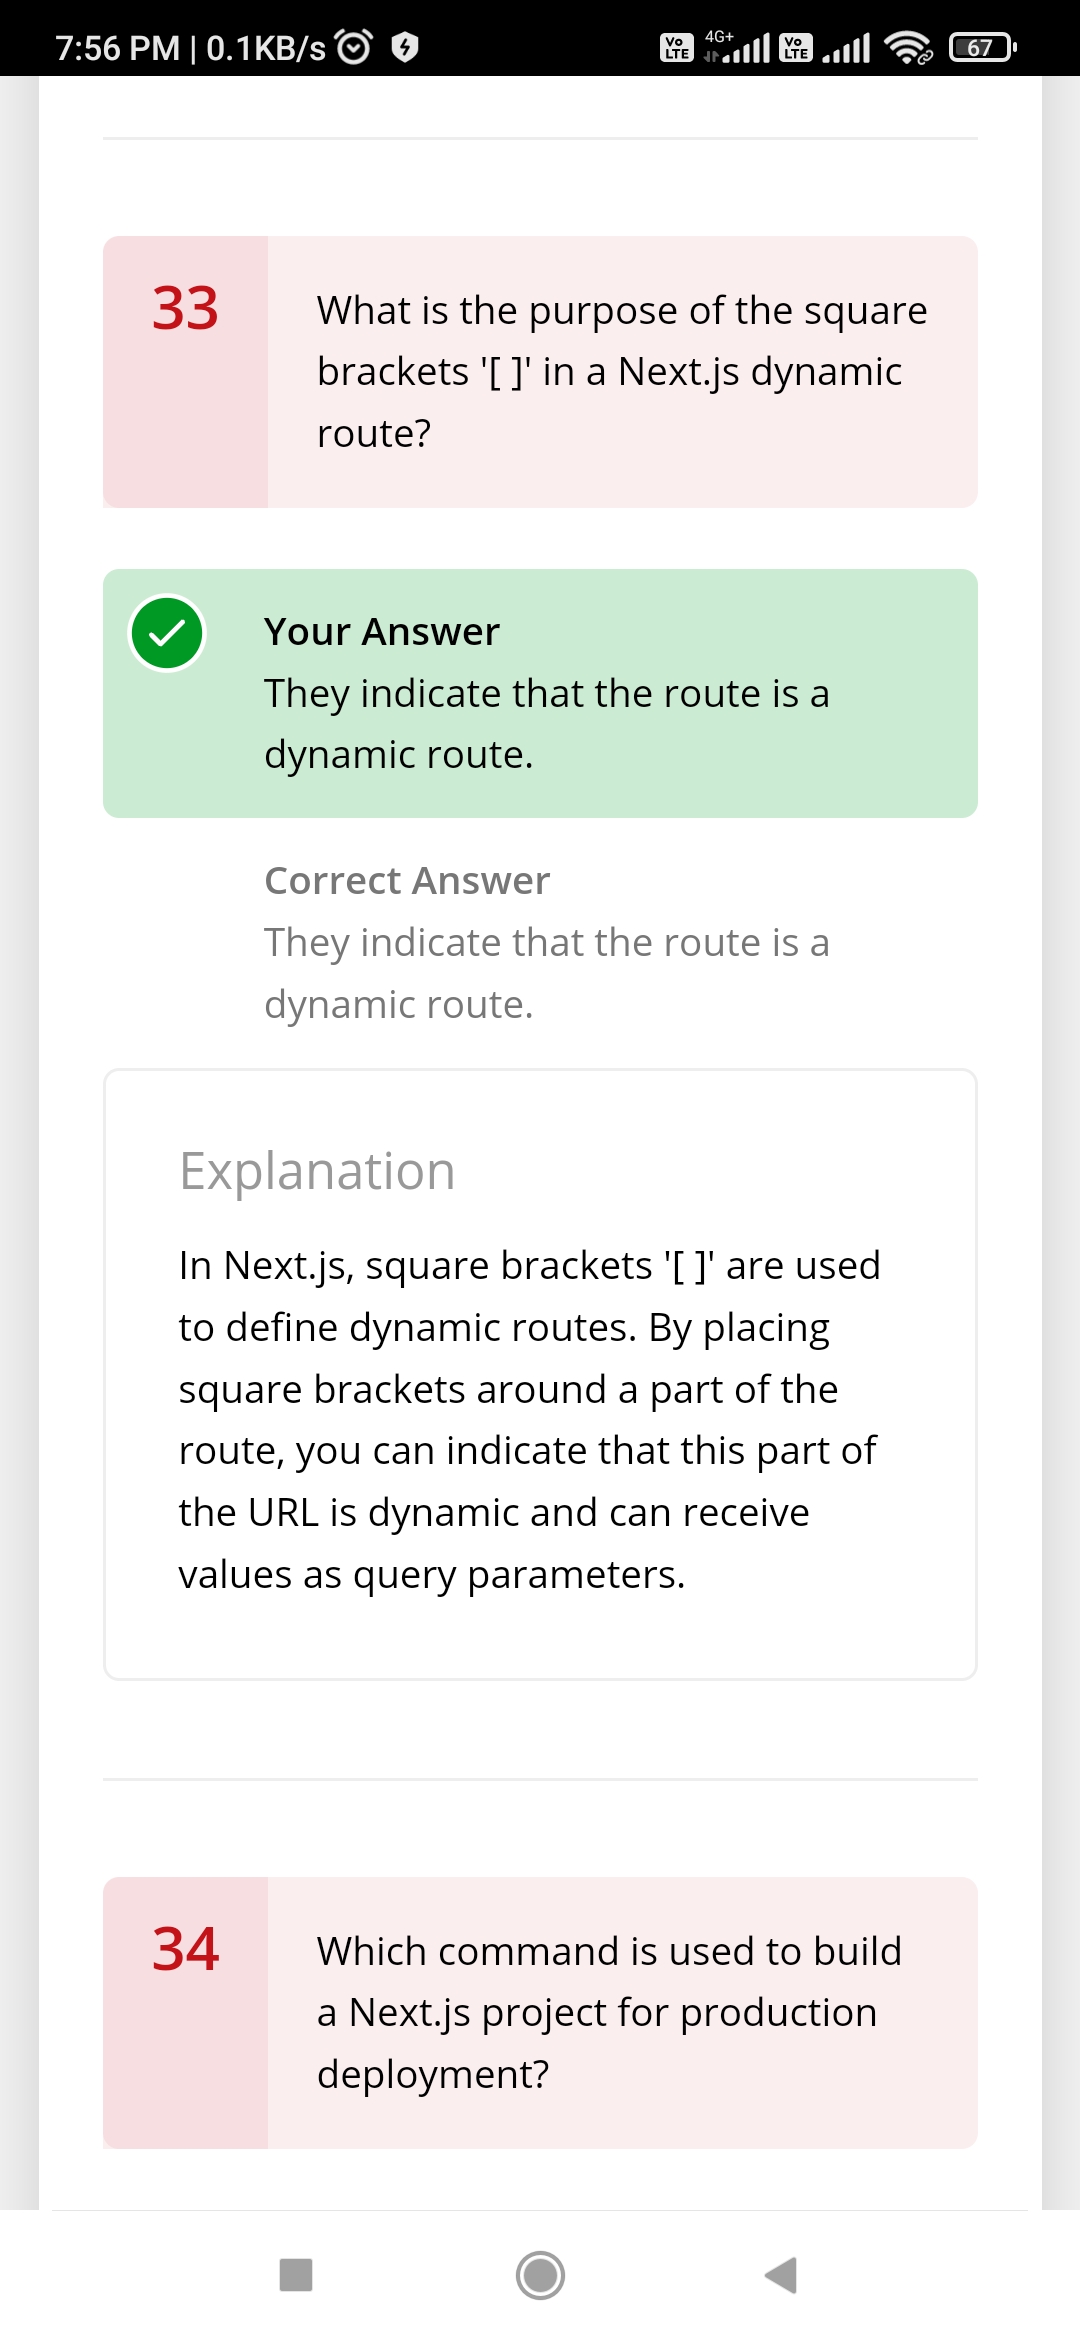 7:56 PM | 0.1KB/s Vo LTE 4G+ Vo LTE 67
33
What is the purpose of the square
brackets '[ ]' in a Next.js dynamic
route?
Your Answer
They indicate that the route is a
dynamic route.
Correct Answer
They indicate that the route is a
dynamic route.
Explanation
In Next.js, square brackets '[ ]' are used
to define dynamic routes. By placing
square brackets around a part of the
route, you can indicate that this part of
the URL is dynamic and can receive
values as query parameters.
34
Which command is used to build
a Next.js project for production
deployment?